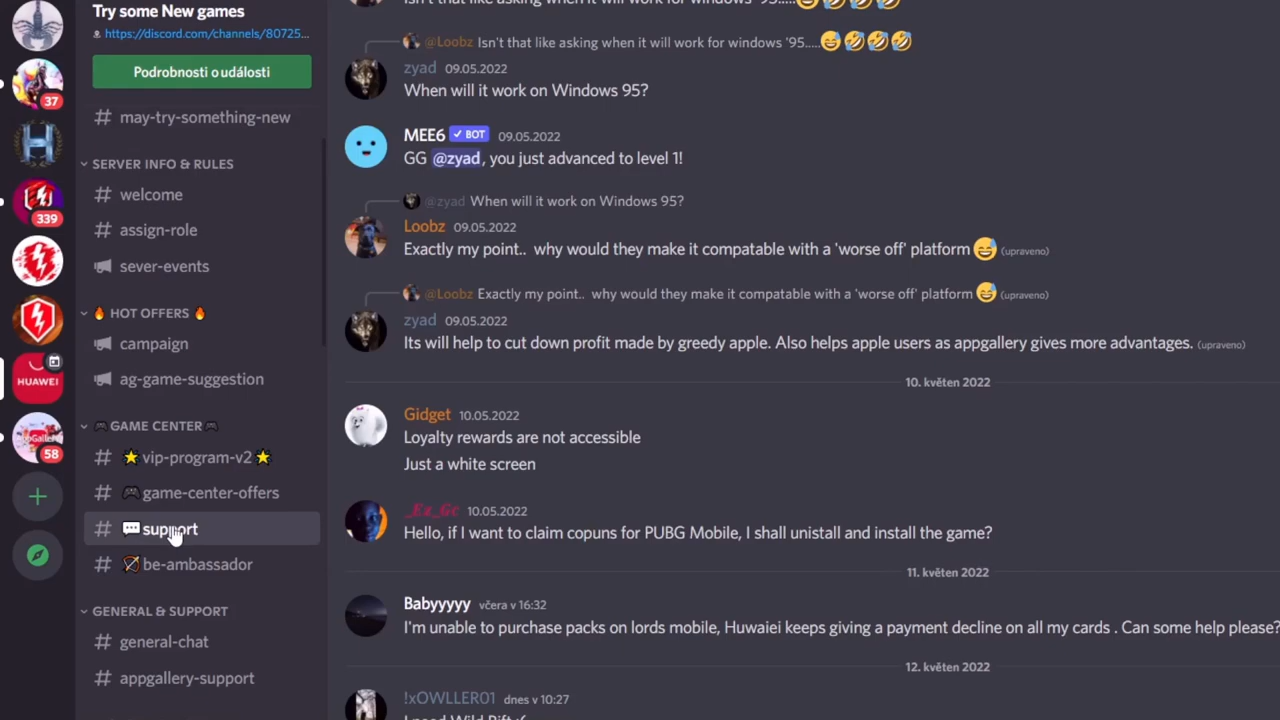 Try some New games
https://discord.com/channels/80725...
Podrobnosti o události
may-try-something-new
SERVER INFO & RULES
welcome
assign-role
sever-events
🔥 HOT OFFERS 🔥
campaign
ag-game-suggestion
🎮 GAME CENTER 🎮
⭐ vip-program-v2 ⭐
🎮 game-center-offers
💬 support
🏹 be-ambassador
GENERAL & SUPPORT
general-chat
appgallery-support
37
339
HUAWEI
58
@Loobz Isn't that like asking when it will work for windows '95.....😅🤣🤣🤣
zyad 09.05.2022
When will it work on Windows 95?
MEE6 ✓ BOT 09.05.2022
GG @zyad, you just advanced to level 1!
@zyad When will it work on Windows 95?
Loobz 09.05.2022
Exactly my point.. why would they make it compatable with a 'worse off' platform 😅 (upraveno)
@Loobz Exactly my point.. why would they make it compatable with a 'worse off' platform 😅 (upraveno)
zyad 09.05.2022
Its will help to cut down profit made by greedy apple. Also helps apple users as appgallery gives more advantages. (upraveno)
10. květen 2022
Gidget 10.05.2022
Loyalty rewards are not accessible
Just a white screen
_Ex_Gc 10.05.2022
Hello, if I want to claim copuns for PUBG Mobile, I shall unistall and install the game?
11. květen 2022
Babyyyyy včera v 16:32
I'm unable to purchase packs on lords mobile, Huwaiei keeps giving a payment decline on all my cards . Can some help please?
12. květen 2022
!xOWLLER01 dnes v 10:27